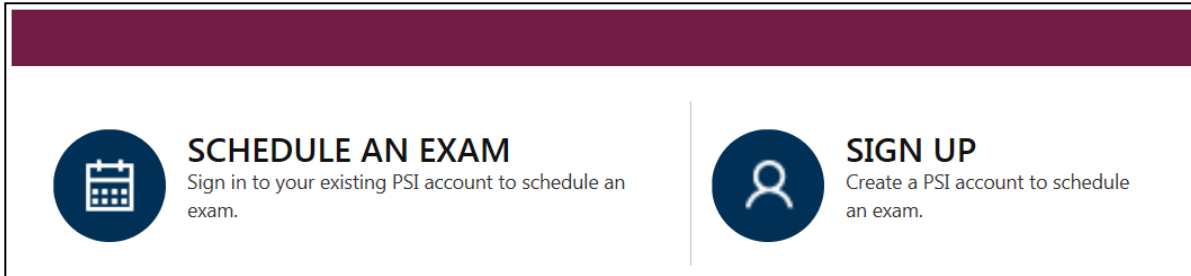 SCHEDULE AN EXAM
Sign in to your existing PSI account to schedule an
exam.
SIGN UP
Create a PSI account to schedule
an exam.